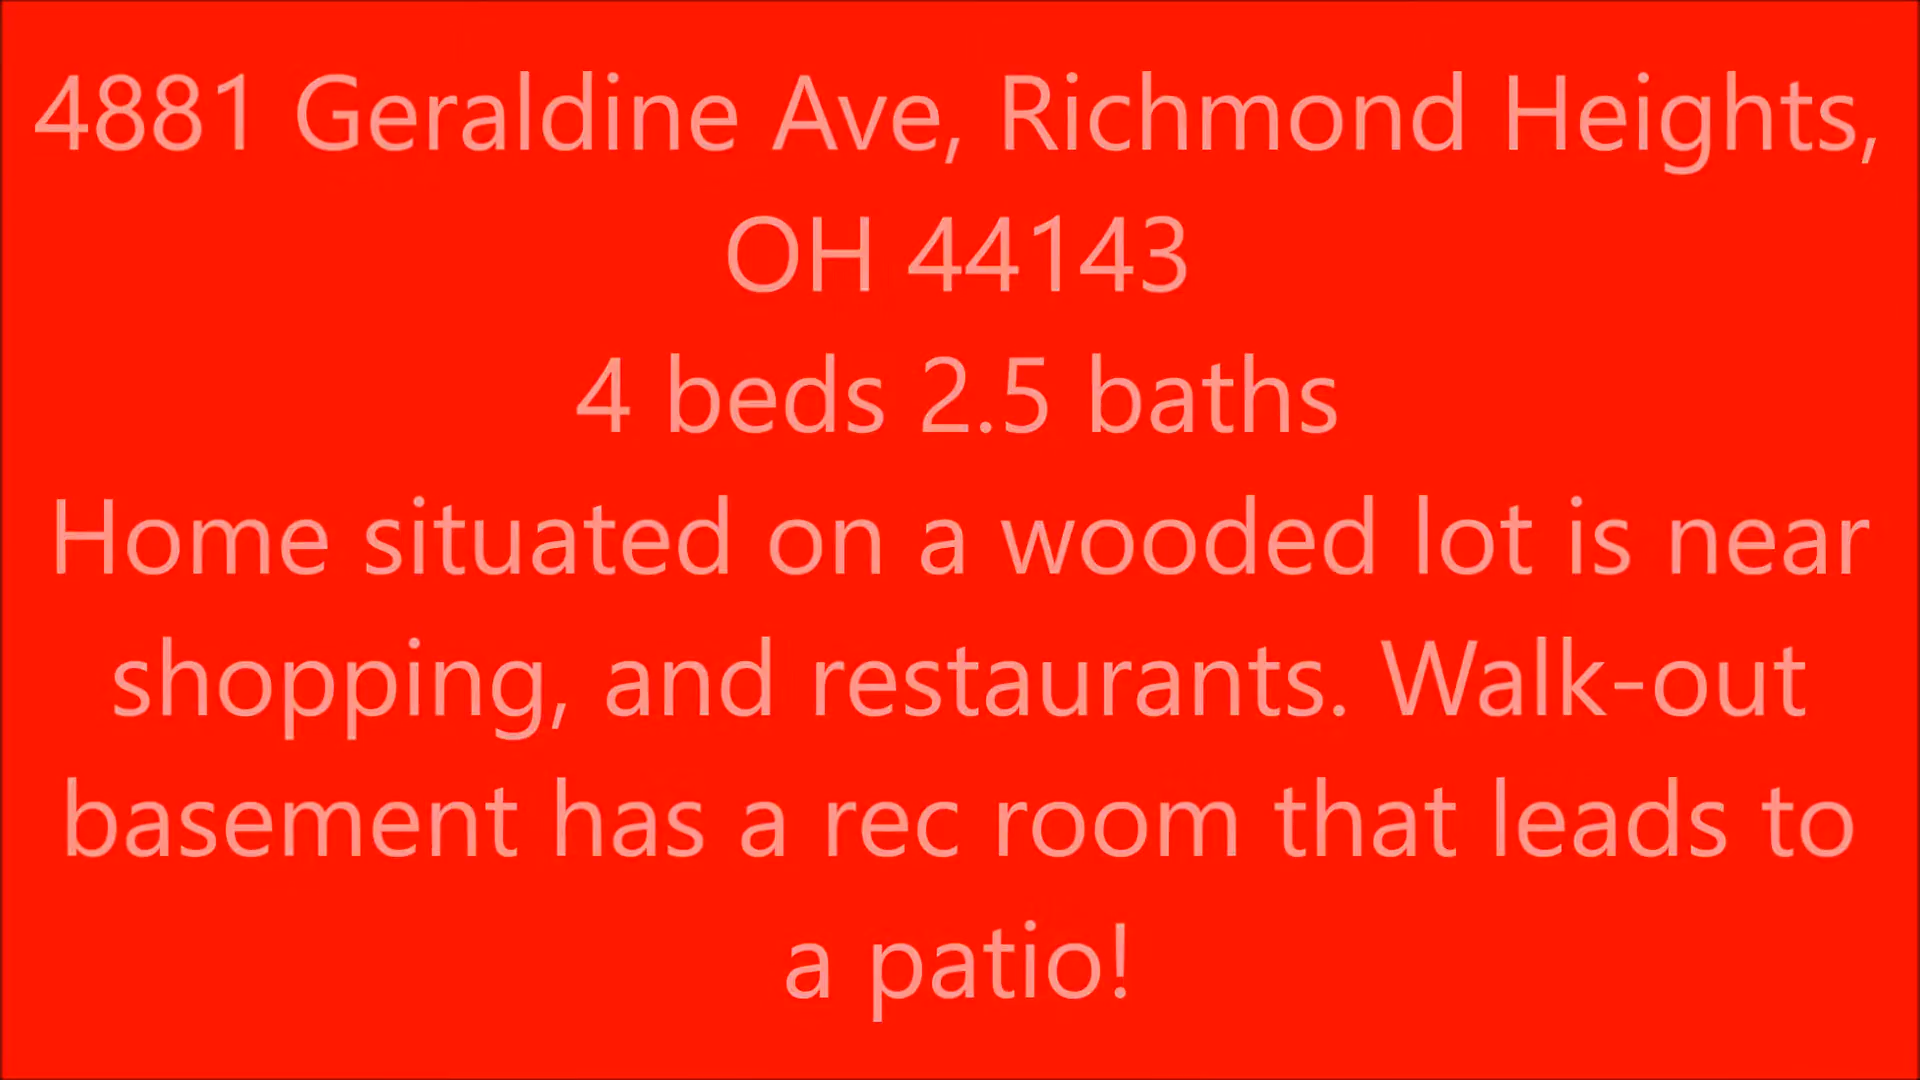 4881 Geraldine Ave, Richmond Heights,
OH 44143
4 beds 2.5 baths
Home situated on a wooded lot is near
shopping, and restaurants. Walk-out
basement has a rec room that leads to
a patio!